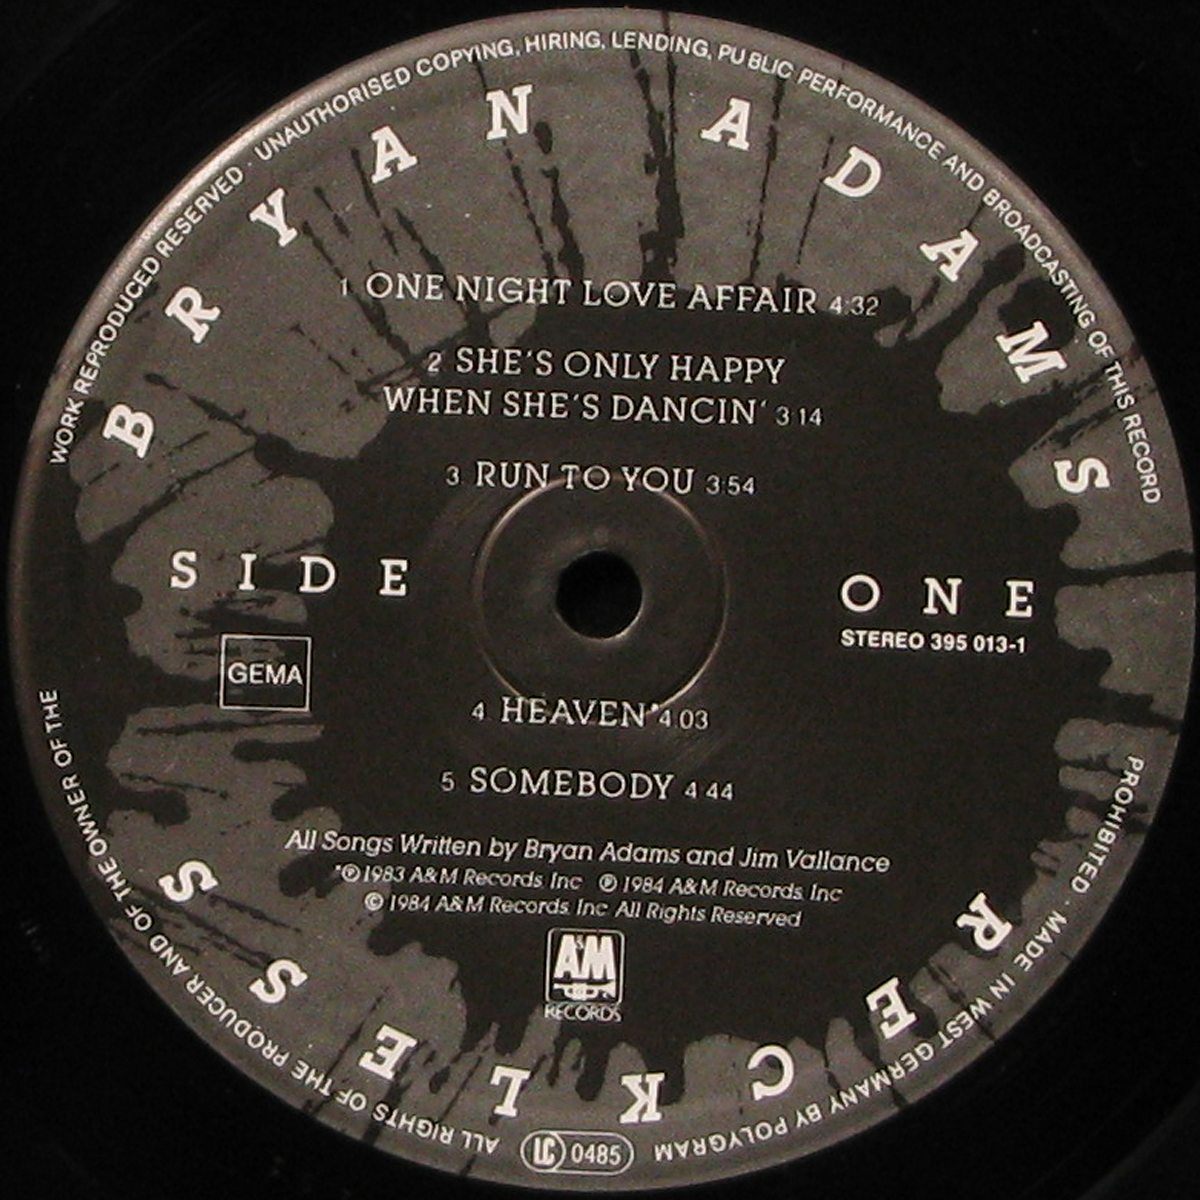 WORK REPRODUCED RESERVED · UNAUTHORISED COPYING, HIRING, LENDING, PUBLIC PERFORMANCE AND BROADCASTING OF THIS RECORD
BRYAN ADAMS
1 ONE NIGHT LOVE AFFAIR 4:32
2 SHE'S ONLY HAPPY
WHEN SHE'S DANCIN' 3:14
3 RUN TO YOU 3:54
SIDE ONE
STEREO 395 013-1
GEMA
4 HEAVEN* 4:03
5 SOMEBODY 4:44
All Songs Written by Bryan Adams and Jim Vallance
*℗ 1983 A&M Records, Inc ℗ 1984 A&M Records, Inc
© 1984 A&M Records, Inc All Rights Reserved
A&M
RECORDS
RECKLESS
PROHIBITED · MADE IN WEST GERMANY BY POLYGRAM
LC 0485
ALL RIGHTS OF THE PRODUCER AND OF THE OWNER OF THE